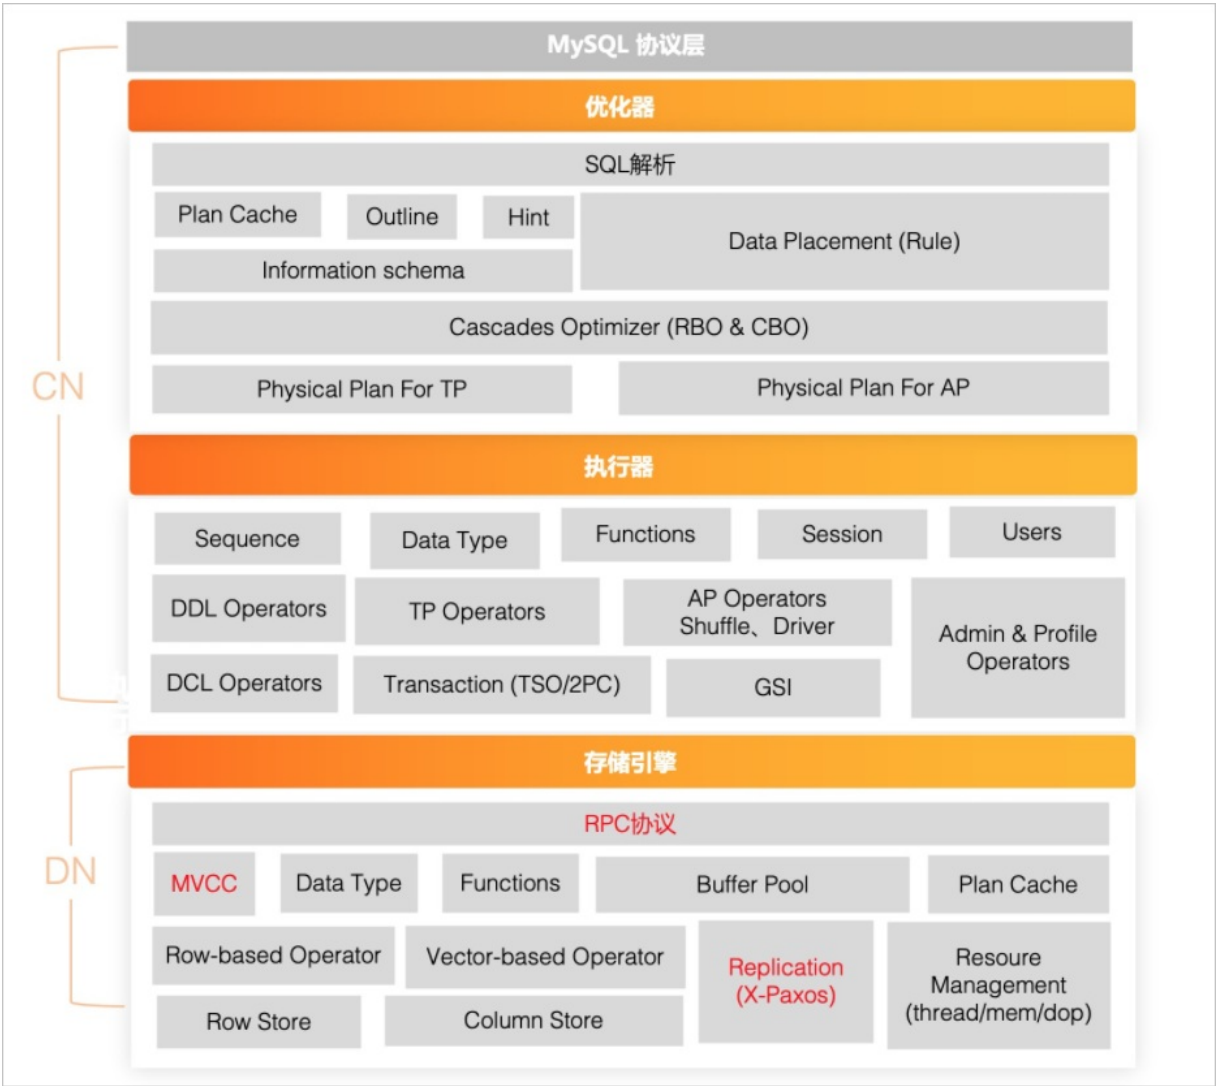 MySQL 协议层
优化器
SQL解析
Plan Cache
Outline
Hint
Data Placement (Rule)
Information schema
Cascades Optimizer (RBO & CBO)
CN
Physical Plan For TP
Physical Plan For AP
执行器
Sequence
Data Type
Functions
Session
Users
DDL Operators
TP Operators
AP Operators
Shuffle、Driver
Admin & Profile
Operators
DCL Operators
Transaction (TSO/2PC)
GSI
存储引擎
RPC协议
DN
MVCC
Data Type
Functions
Buffer Pool
Plan Cache
Row-based Operator
Vector-based Operator
Replication
(X-Paxos)
Resoure
Management
(thread/mem/dop)
Row Store
Column Store